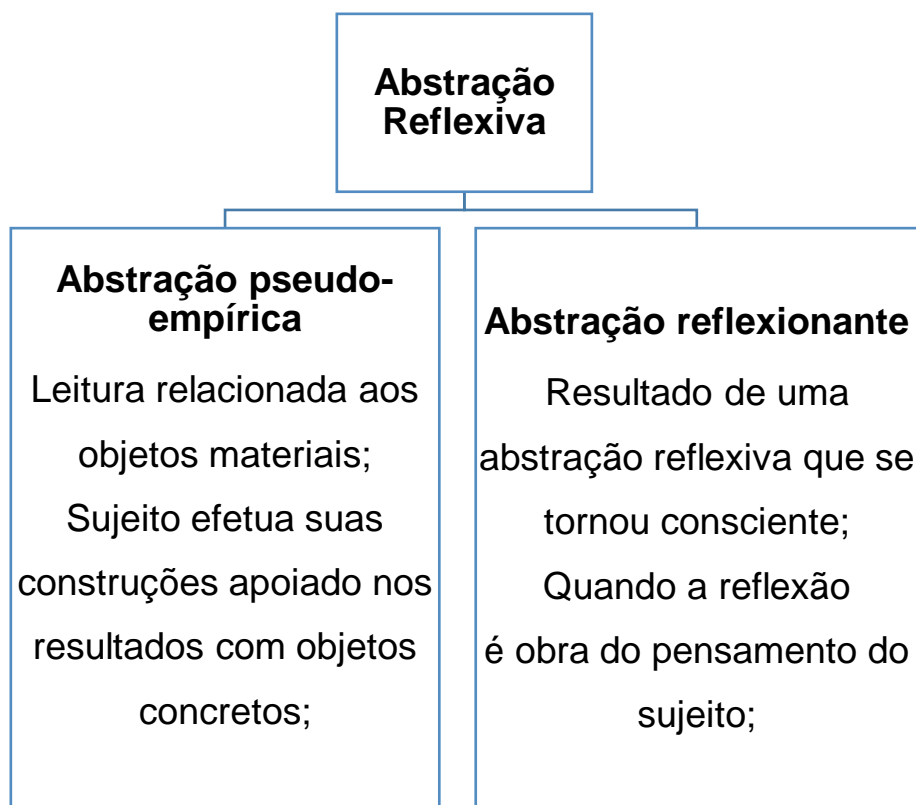 Abstração
Reflexiva
Abstração pseudo-
empírica
Leitura relacionada aos
objetos materiais;
Sujeito efetua suas
construções apoiado nos
resultados com objetos
concretos;
Abstração reflexionante
Resultado de uma
abstração reflexiva que se
tornou consciente;
Quando a reflexão
é obra do pensamento do
sujeito;